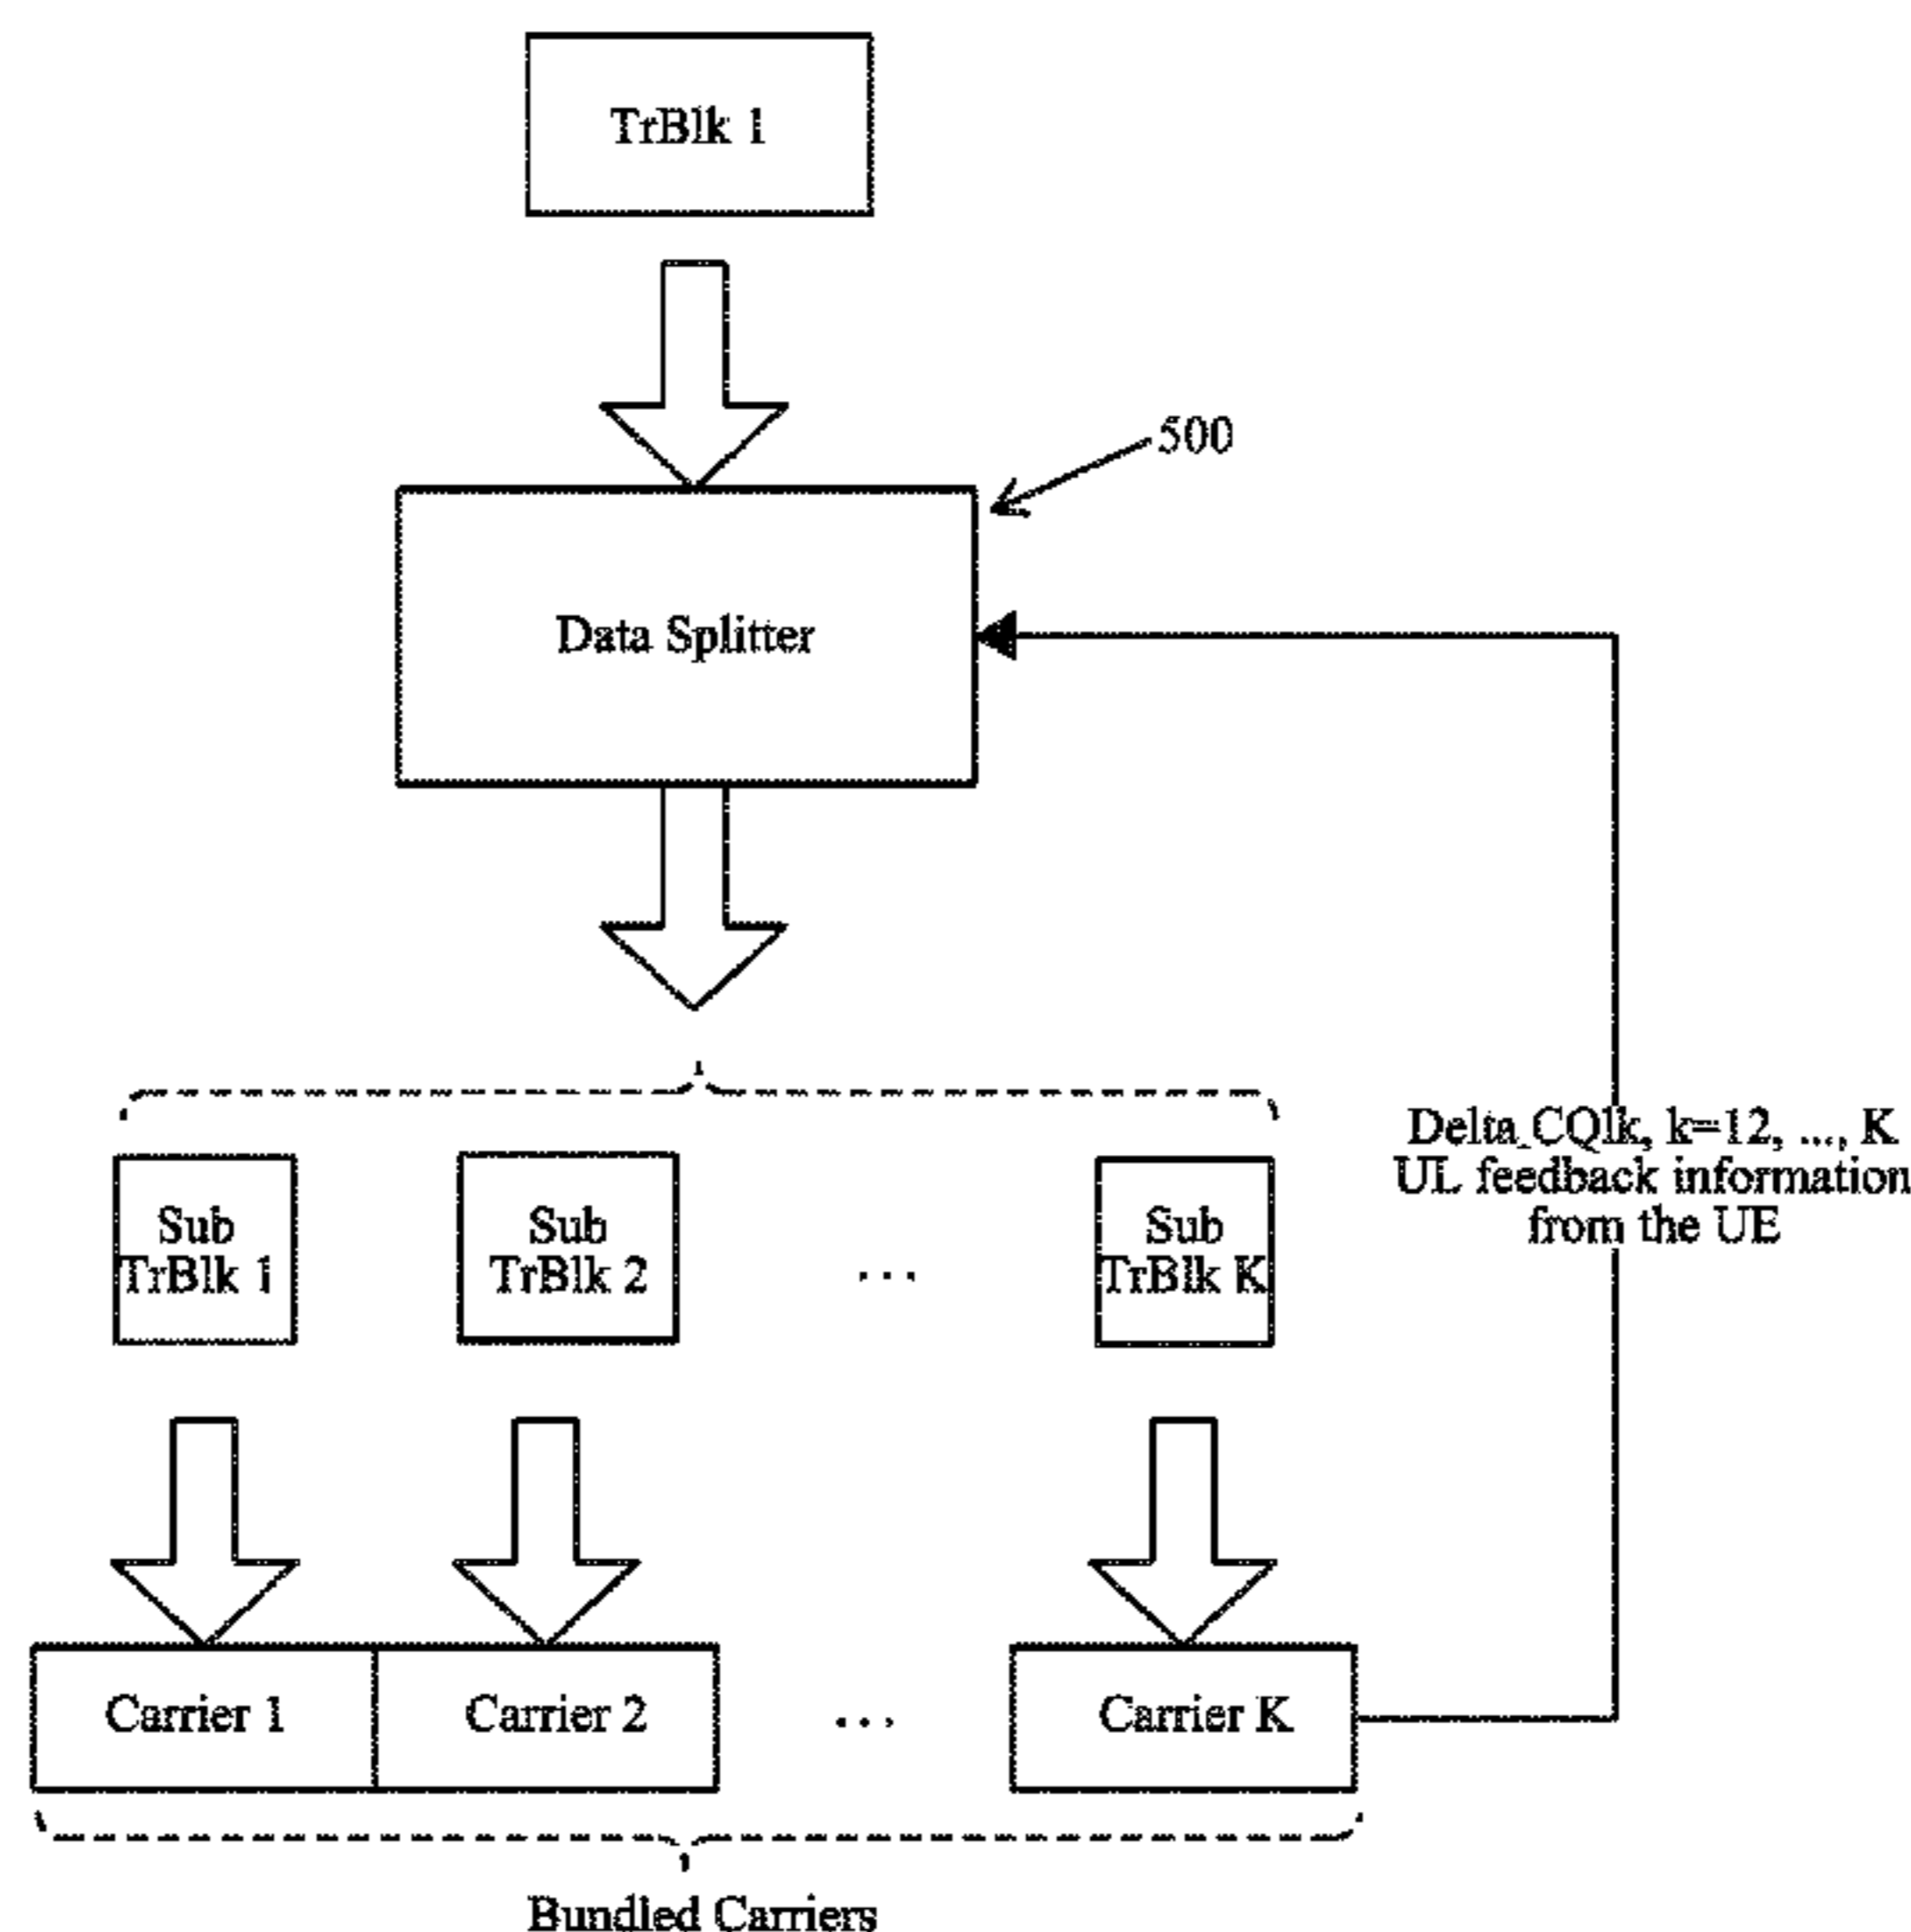 TrBlk 1
500
Data Splitter
Delta_CQlk, k=12, ..., K
UL feedback information
from the UE
Sub
TrBlk 1
Sub
TrBlk 2
...
Sub
TrBlk K
Carrier 1
Carrier 2
...
Carrier K
Bundled Carriers